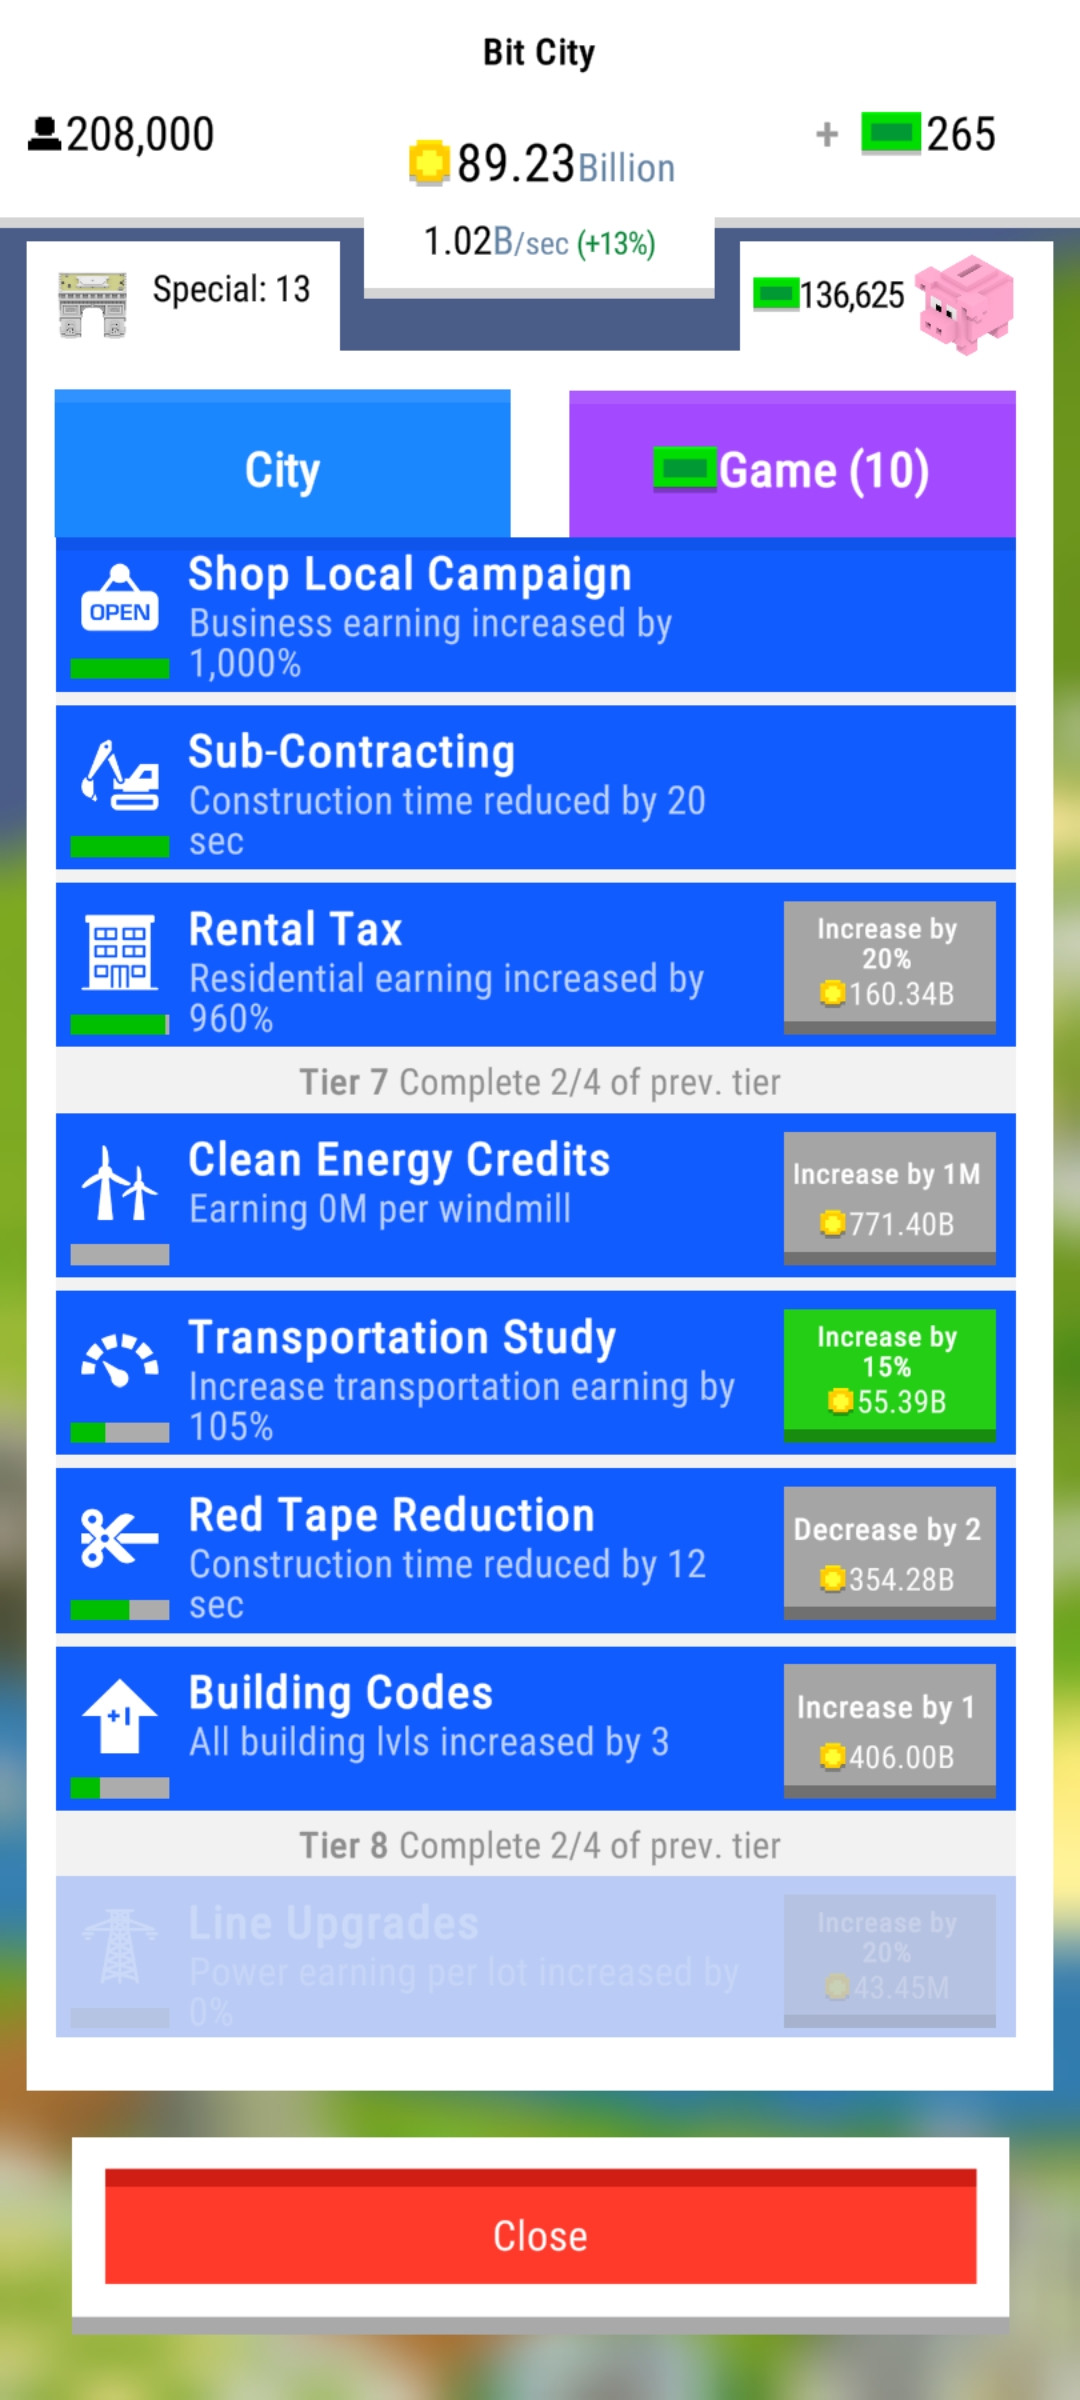 Bit City
208,000
89.23Billion
+ 265
1.02B/sec (+13%)
Special: 13
136,625
City
Game (10)
OPEN
Shop Local Campaign
Business earning increased by
1,000%
Sub-Contracting
Construction time reduced by 20
sec
Rental Tax
Residential earning increased by
960%
Increase by
20%
160.34B
Tier 7 Complete 2/4 of prev. tier
Clean Energy Credits
Earning 0M per windmill
Increase by 1M
771.40B
Transportation Study
Increase transportation earning by
105%
Increase by
15%
55.39B
Red Tape Reduction
Construction time reduced by 12
sec
Decrease by 2
354.28B
+1
Building Codes
All building lvls increased by 3
Increase by 1
406.00B
Tier 8 Complete 2/4 of prev. tier
Line Upgrades
Power earning per lot increased by
0%
Increase by
20%
43.45M
Close